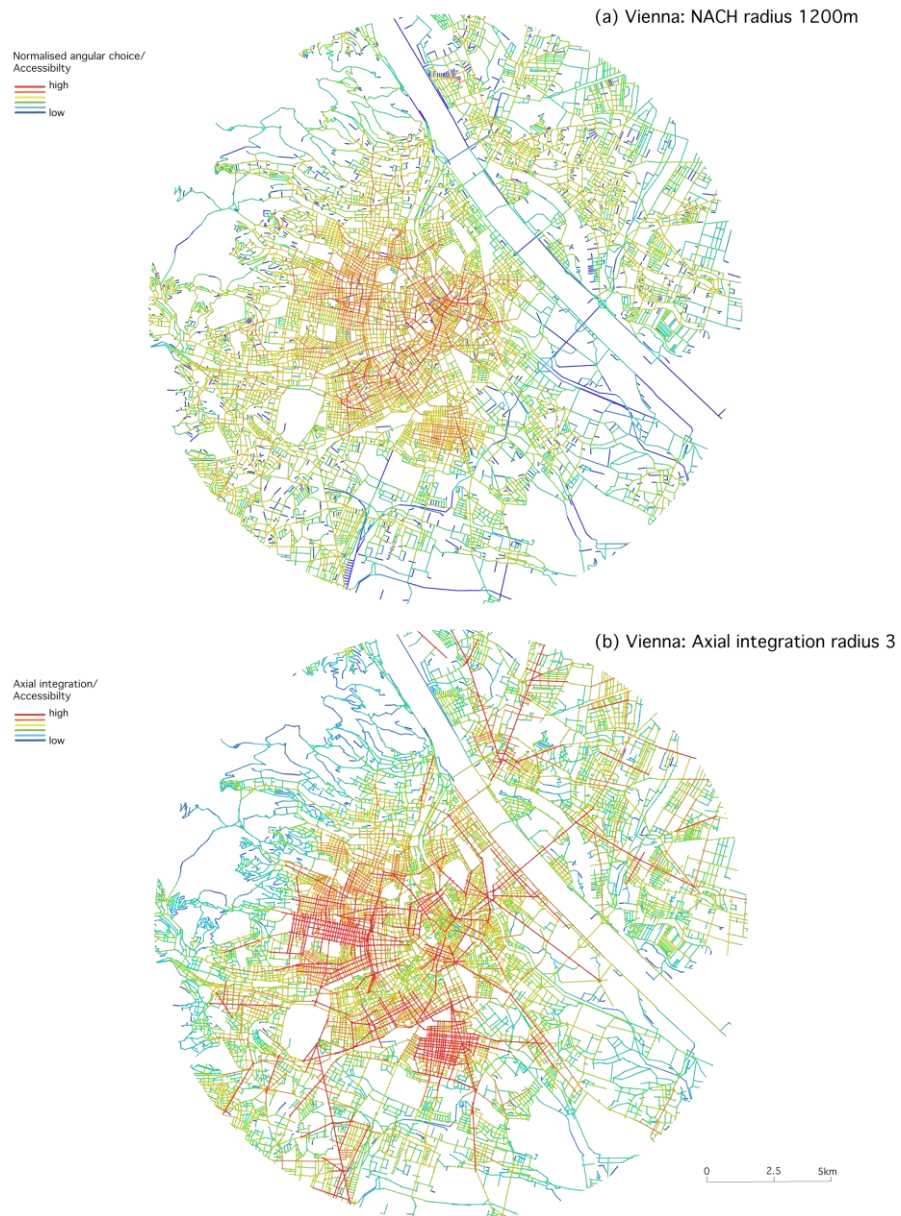 (a) Vienna: NACH radius 1200m
Normalised angular choice/
Accessibilty
high
low
(b) Vienna: Axial integration radius 3
Axial integration/
Accessibilty
high
low
0 2.5 5km